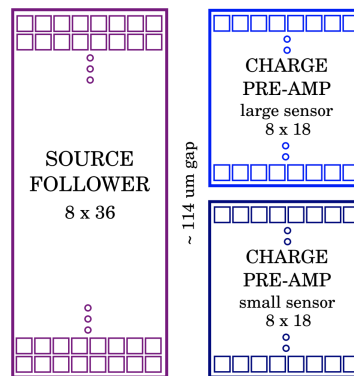 SOURCE
FOLLOWER
8 x 36
~ 114 um gap
CHARGE
PRE-AMP
large sensor
8 x 18
CHARGE
PRE-AMP
small sensor
8 x 18